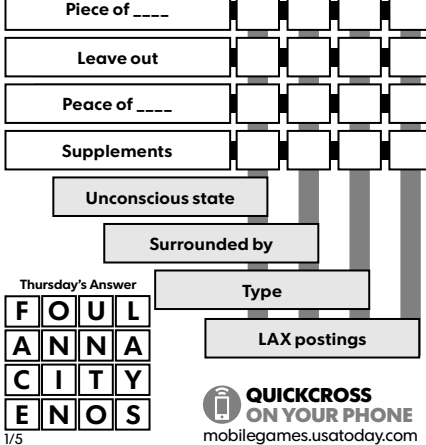 Piece of ____
Leave out
Peace of ____
Supplements
Unconscious state
Surrounded by
Type
LAX postings
Thursday's Answer
F O U L
A N N A
C I T Y
E N O S
1/5
QUICKCROSS
ON YOUR PHONE
mobilegames.usatoday.com